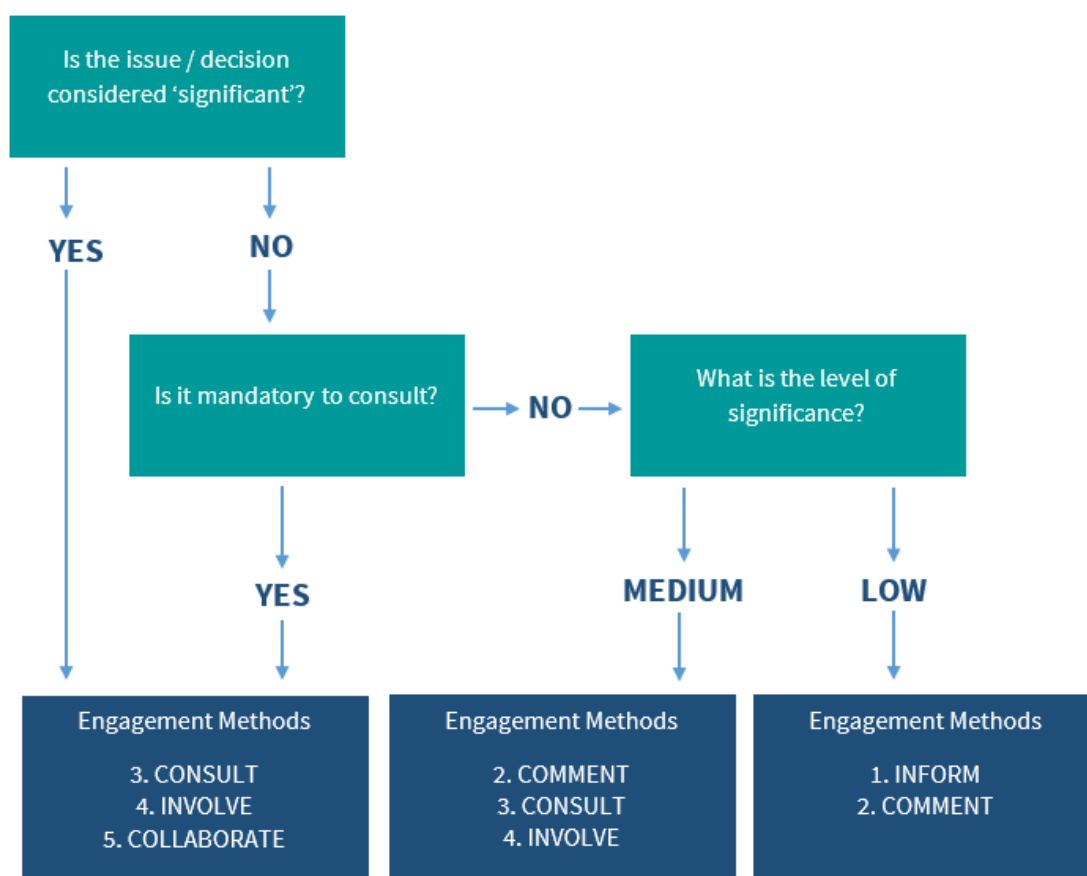 Is the issue / decision
considered ‘significant’?
YES
NO
Is it mandatory to consult?
NO
What is the level of
significance?
YES
MEDIUM
LOW
Engagement Methods
3. CONSULT
4. INVOLVE
5. COLLABORATE
Engagement Methods
2. COMMENT
3. CONSULT
4. INVOLVE
Engagement Methods
1. INFORM
2. COMMENT